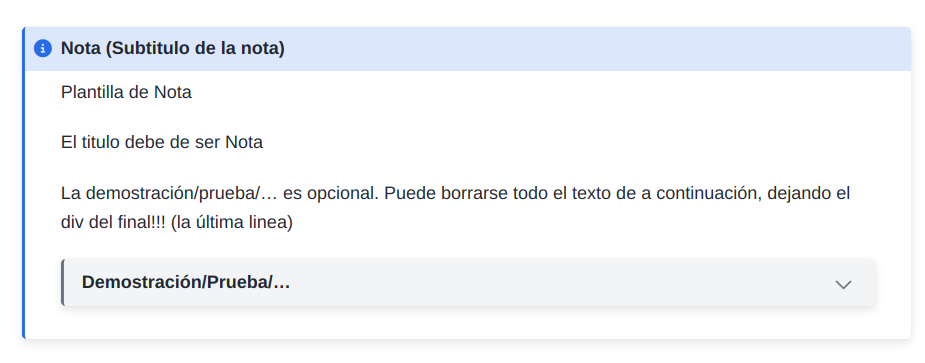 Nota (Subtitulo de la nota)
Plantilla de Nota
El titulo debe de ser Nota
La demostración/prueba/… es opcional. Puede borrarse todo el texto de a continuación, dejando el
div del final!!! (la última linea)
Demostración/Prueba/…